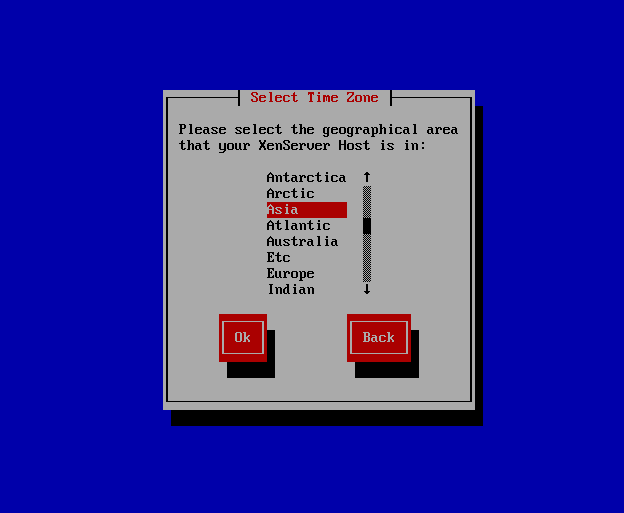 Select Time Zone
Please select the geographical area
that your XenServer Host is in:
Antarctica ↑
Arctic
Asia
Atlantic
Australia
Etc
Europe
Indian ↓
Ok Back